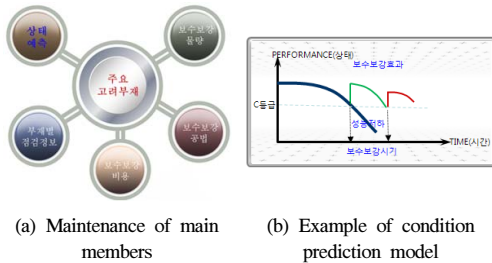 상태
예측
보수보강
물량
주요
고려부재
부재별
점검정보
보수보강
비용
보수보강
공법
PERFORMANCE(상태)
보수보강효과
C등급
성능저하
TIME(시간)
보수보강시기
(a) Maintenance of main
members
(b) Example of condition
prediction model